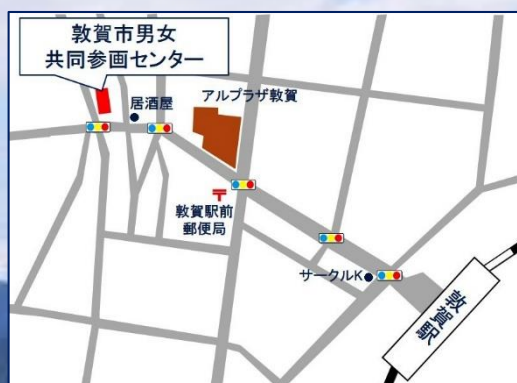 敦賀市男女
共同参画センター
居酒屋
アルプラザ敦賀
〒
敦賀駅前
郵便局
サークルK
敦賀駅